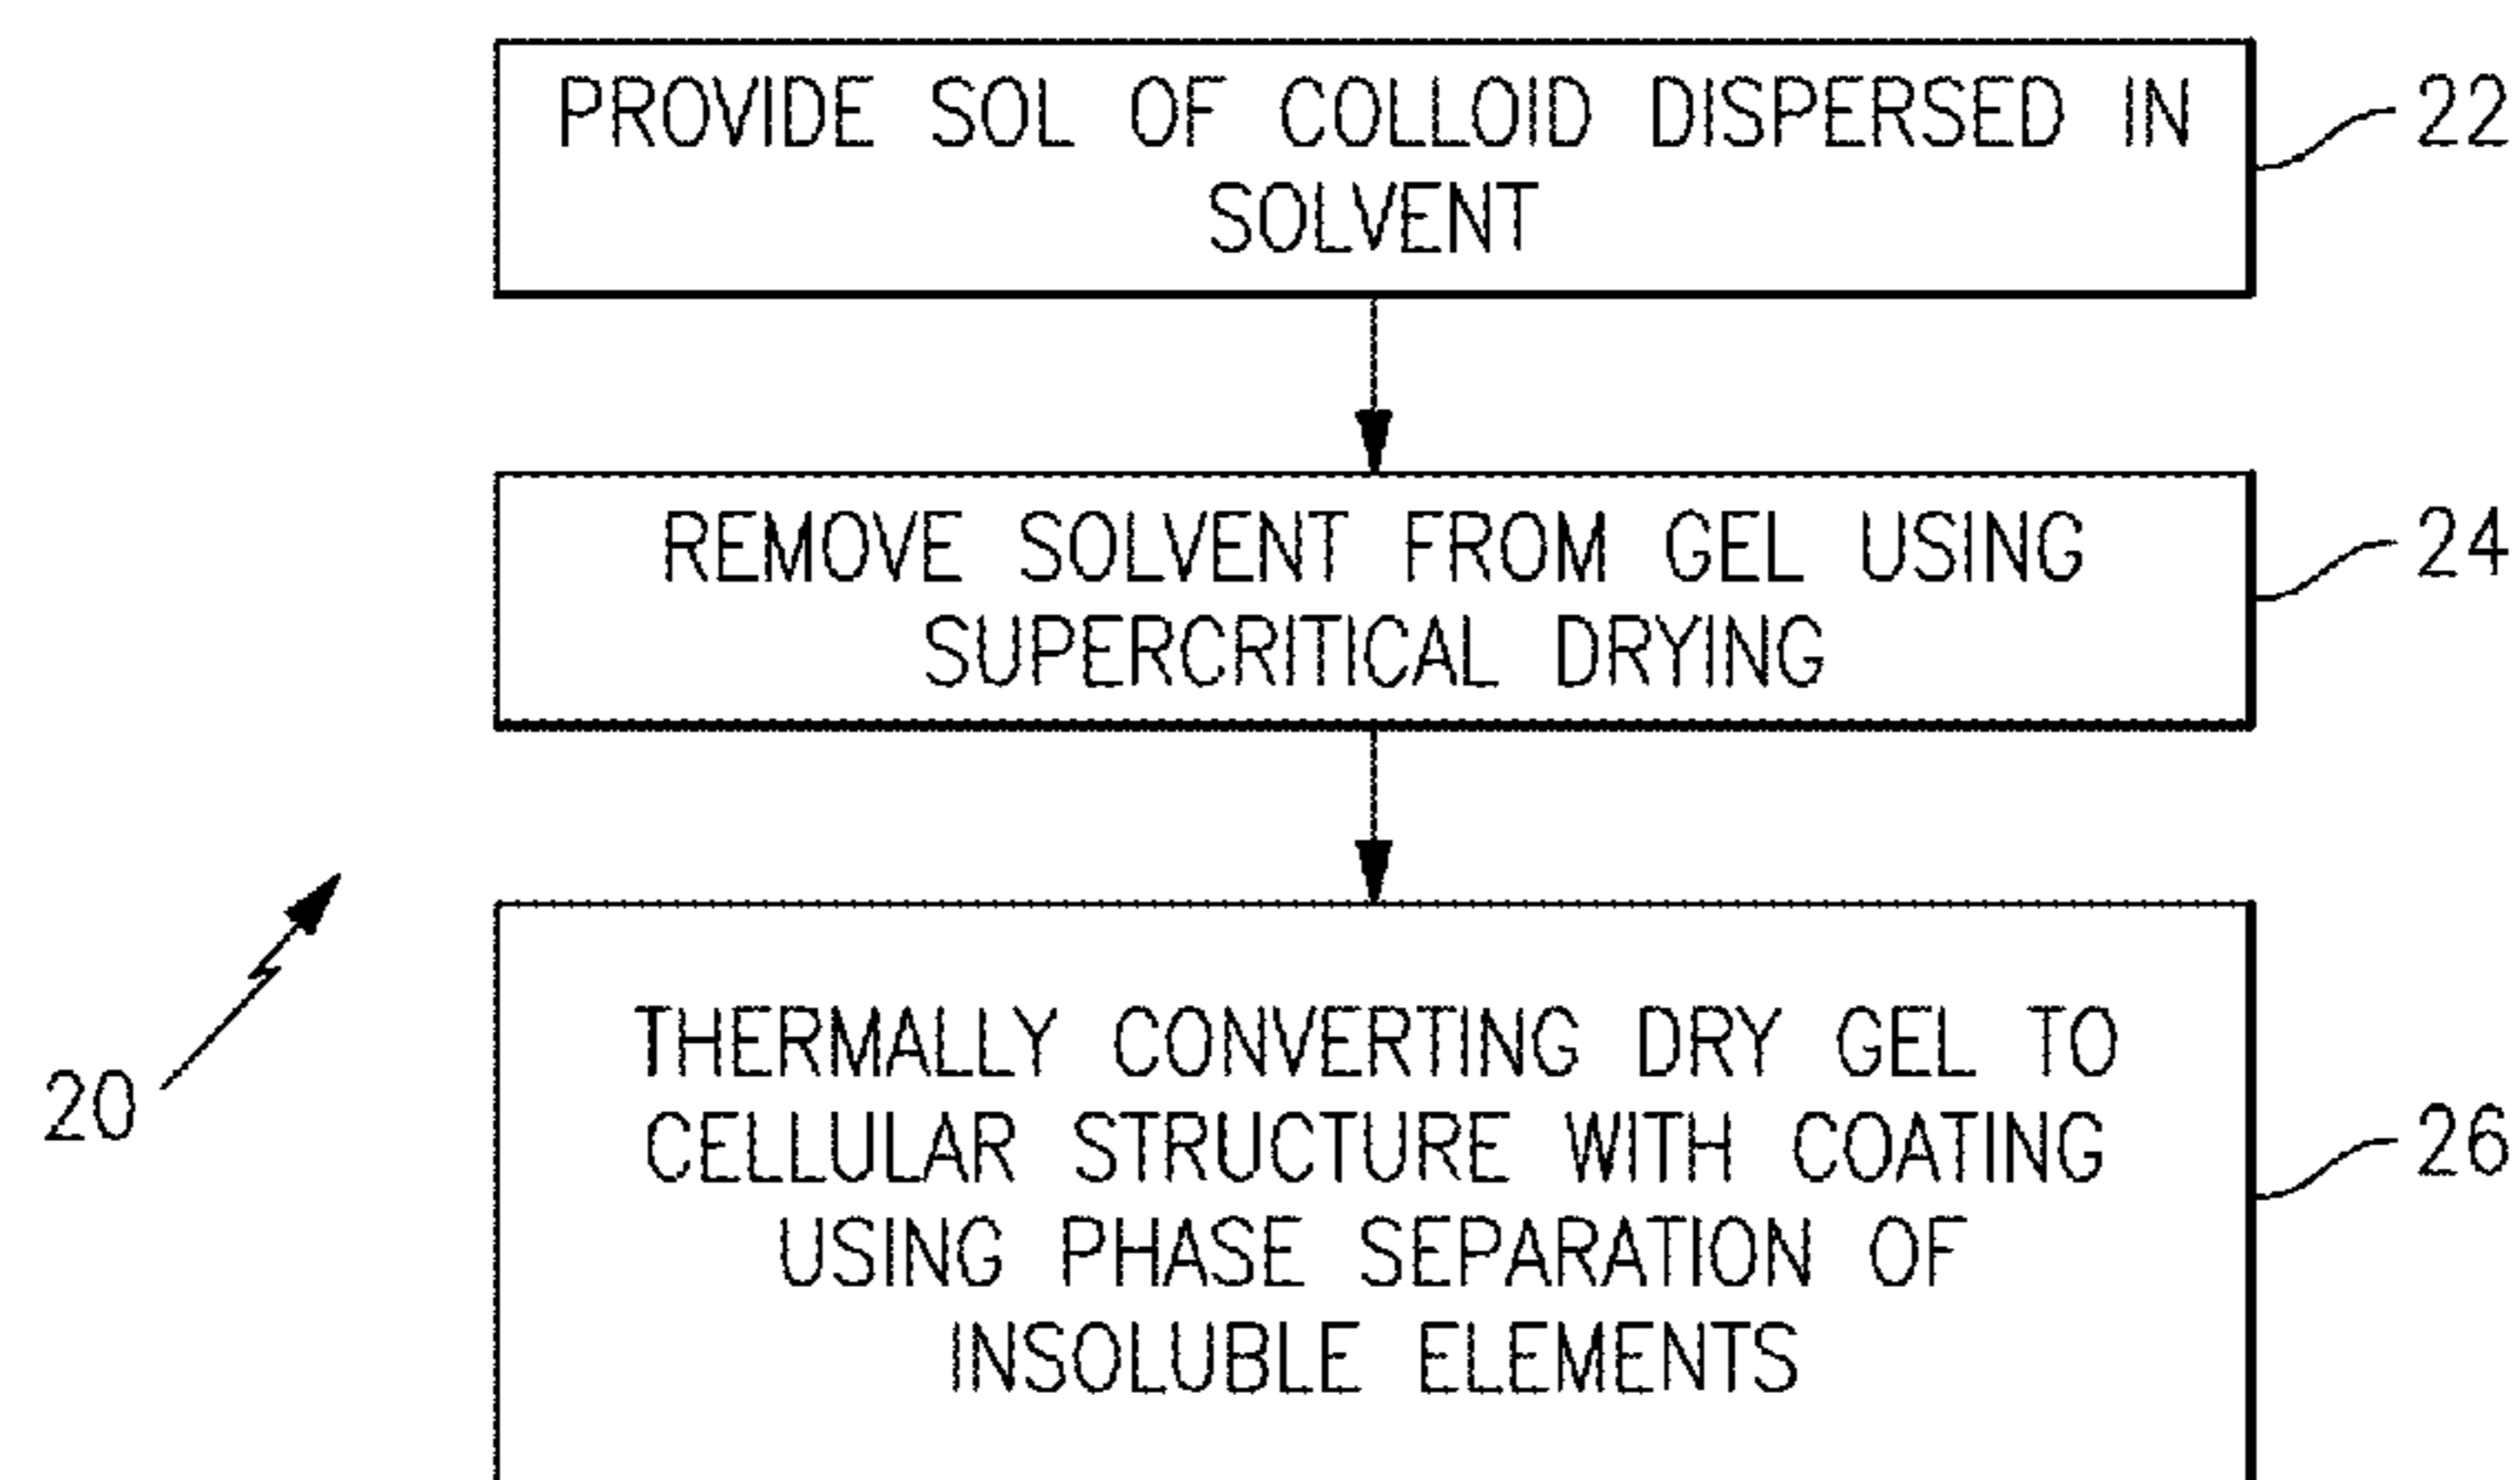 PROVIDE SOL OF COLLOID DISPERSED IN
SOLVENT
22
REMOVE SOLVENT FROM GEL USING
SUPERCRITICAL DRYING
24
THERMALLY CONVERTING DRY GEL TO
CELLULAR STRUCTURE WITH COATING
USING PHASE SEPARATION OF
INSOLUBLE ELEMENTS
26
20